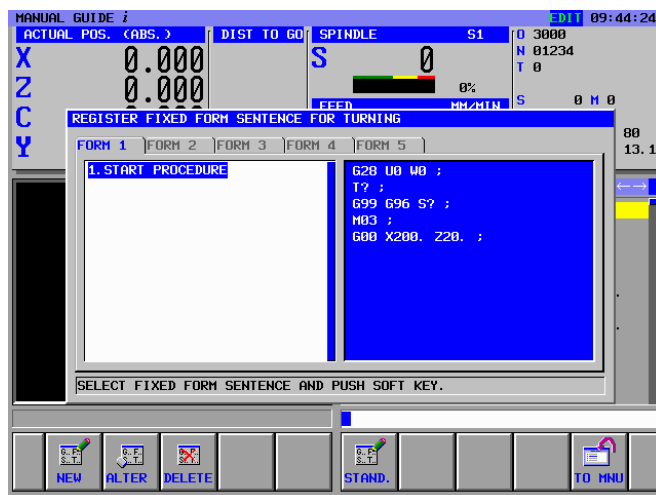 MANUAL GUIDE i EDIT 09:44:24
ACTUAL POS. (ABS.) DIST TO GO SPINDLE S1 O 3000
X 0.000 S 0 N 01234
T 0
Z 0.000 0%
FEED MM/MIN S 0 M 0
C
REGISTER FIXED FORM SENTENCE FOR TURNING
Y 80
13.1
FORM 1 FORM 2 FORM 3 FORM 4 FORM 5
1.START PROCEDURE
G28 U0 W0 ;
T? ;
G99 G96 S? ;
M03 ;
G00 X200. Z20. ;
SELECT FIXED FORM SENTENCE AND PUSH SOFT KEY.
NEW ALTER DELETE STAND. TO MNU